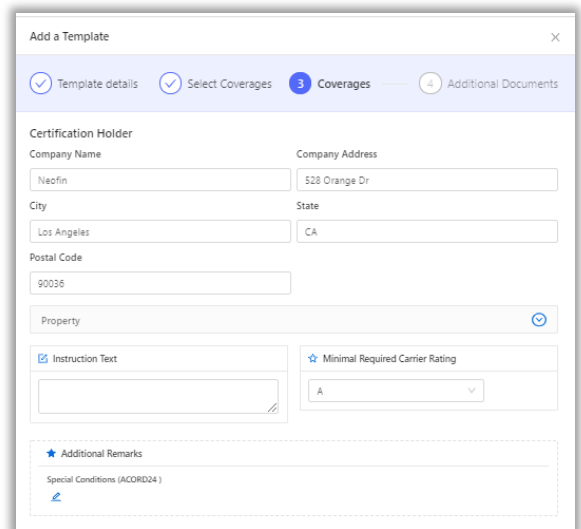 Add a Template
Template details
Select Coverages
3 Coverages
4 Additional Documents
Certification Holder
Company Name
Company Address
Neofin
528 Orange Dr
City
State
Los Angeles
CA
Postal Code
90036
Property
Instruction Text
Minimal Required Carrier Rating
A
Additional Remarks
Special Conditions (ACORD24 )